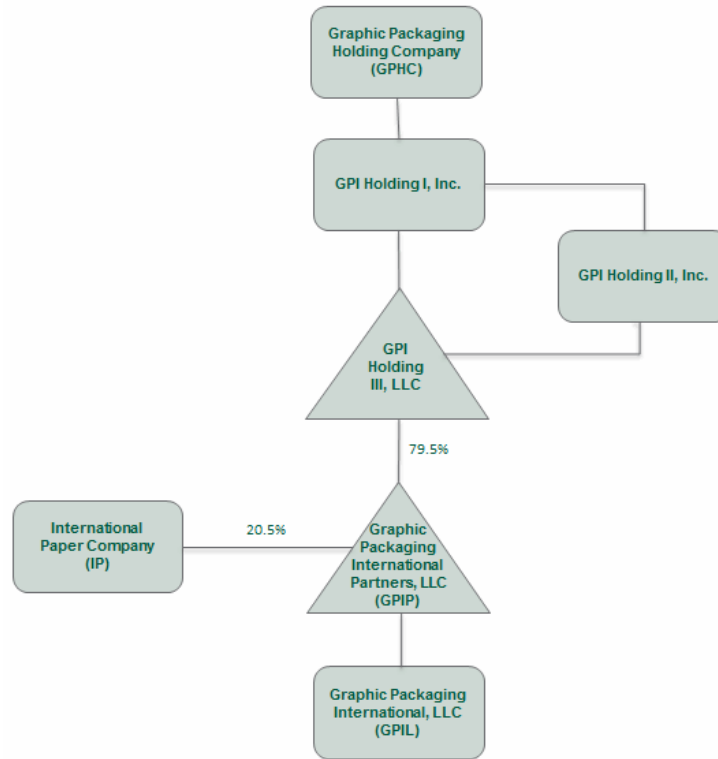 Graphic Packaging
Holding Company
(GPHC)
GPI Holding I, Inc.
GPI Holding II, Inc.
GPI
Holding
III, LLC
79.5%
International
Paper Company
(IP)
20.5%
Graphic
Packaging
International
Partners, LLC
(GPIP)
Graphic Packaging
International, LLC
(GPIL)